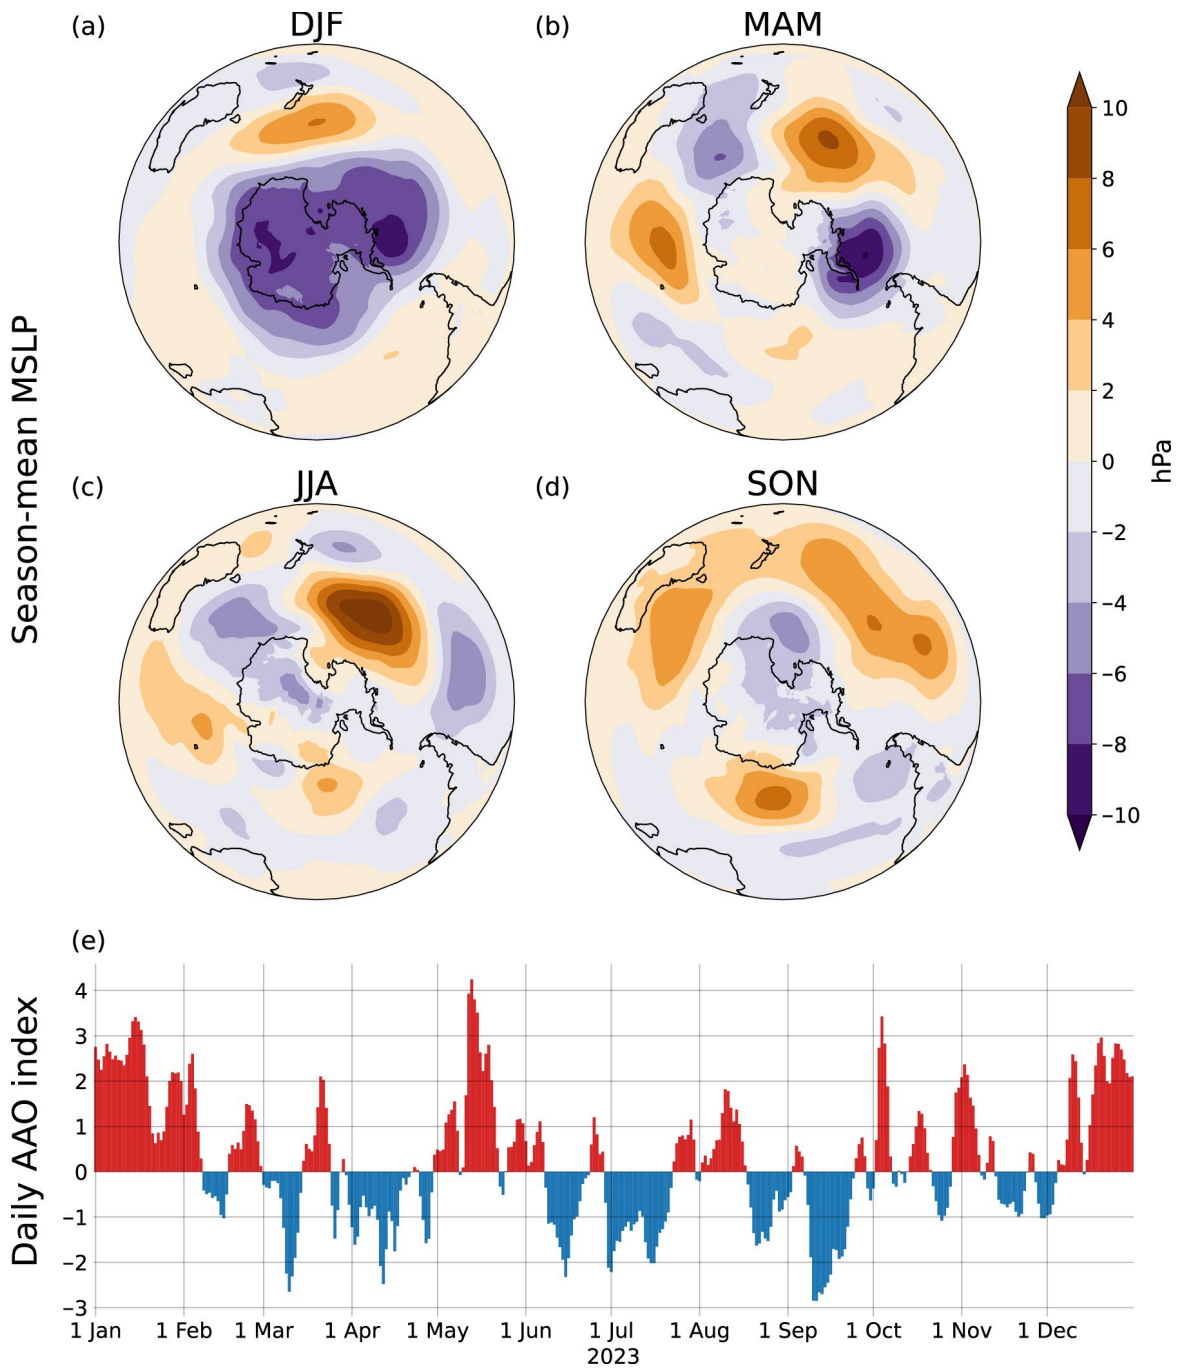 (a) DJF
(b) MAM
Season-mean MSLP
(c) JJA
(d) SON
10
8
6
4
2
0
−2
−4
−6
−8
−10
hPa
(e)
Daily AAO index
4
3
2
1
0
−1
−2
−3
1 Jan 1 Feb 1 Mar 1 Apr 1 May 1 Jun 1 Jul 1 Aug 1 Sep 1 Oct 1 Nov 1 Dec
2023